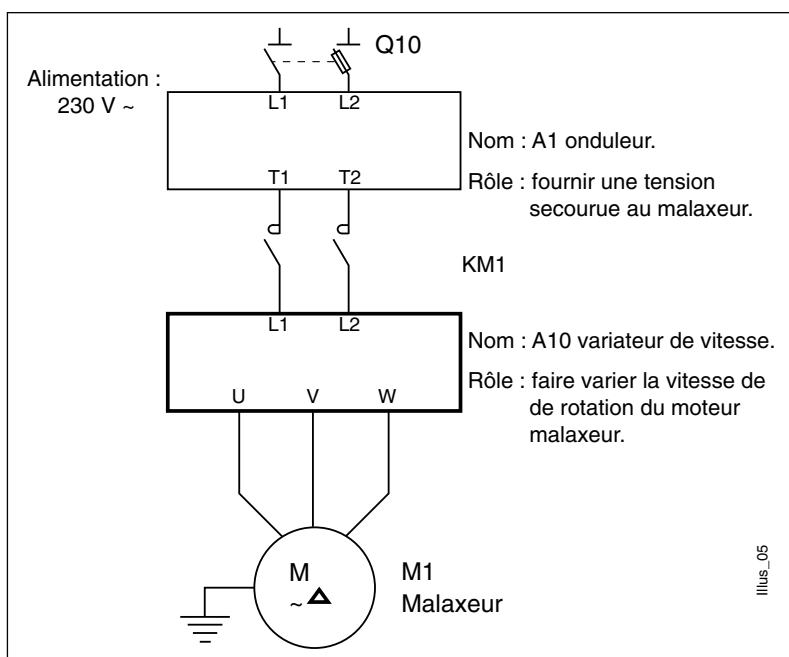 Q10
Alimentation :
230 V ~
L1 L2
Nom : A1 onduleur.
T1 T2
Rôle : fournir une tension
secourue au malaxeur.
KM1
L1 L2
Nom : A10 variateur de vitesse.
Rôle : faire varier la vitesse de
de rotation du moteur
malaxeur.
U V W
M
~
M1
Malaxeur
Illus_05